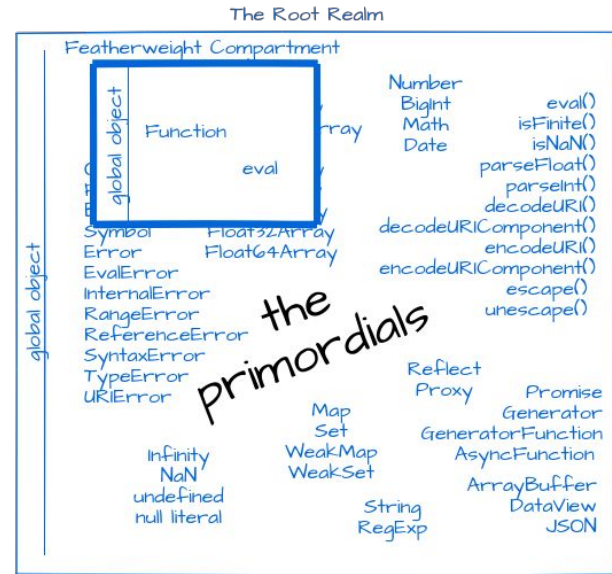 The Root Realm
Featherweight Compartment
global object
Function
eval
rray
Symbol
Error
EvalError
InternalError
RangeError
ReferenceError
SyntaxError
TypeError
URIError
Float32Array
Float64Array
Number
BigInt
Math
Date
eval()
isFinite()
isNaN()
parseFloat()
parseInt()
decodeURI()
decodeURIComponent()
encodeURI()
encodeURIComponent()
escape()
unescape()
global object
the
primordials
Reflect
Proxy
Promise
Generator
GeneratorFunction
AsyncFunction
Map
Set
WeakMap
WeakSet
Infinity
NaN
undefined
null literal
ArrayBuffer
DataView
JSON
String
RegExp